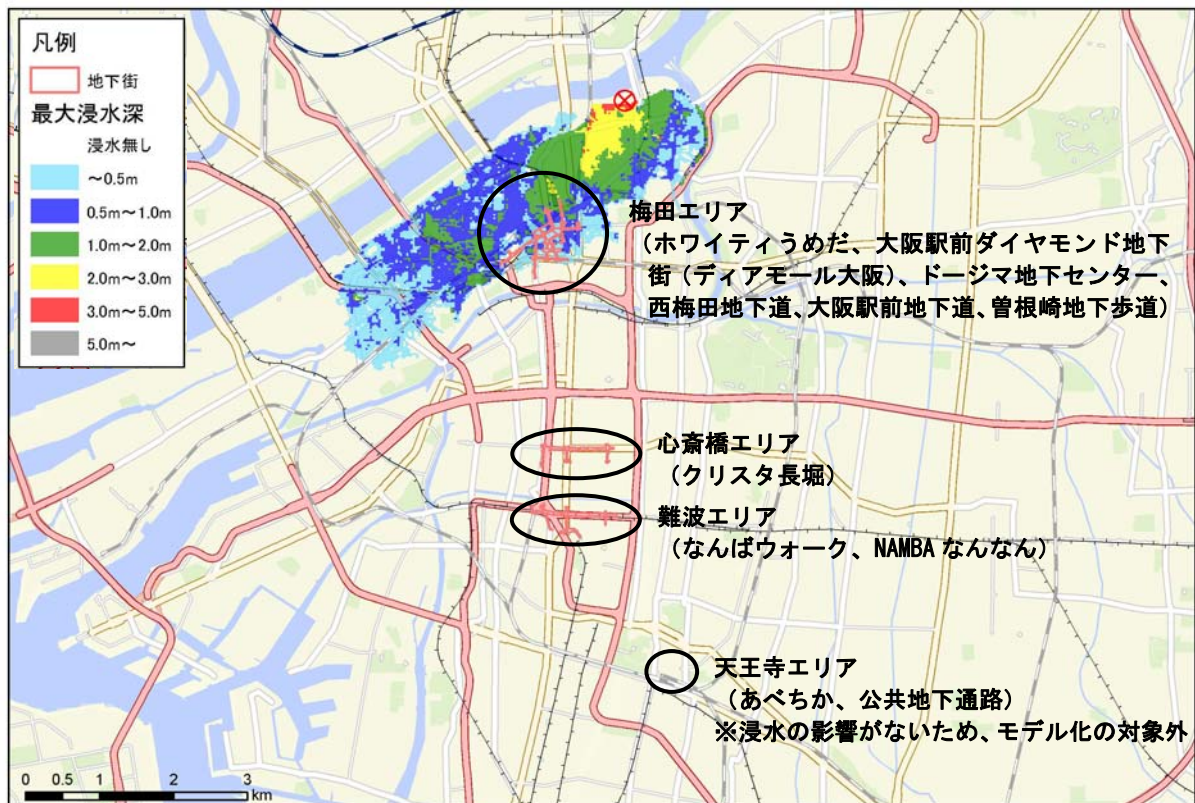 凡例
地下街
最大浸水深
浸水無し
～0.5m
0.5m～1.0m
1.0m～2.0m
2.0m～3.0m
3.0m～5.0m
5.0m～
梅田エリア
（ホワイティうめだ、大阪駅前ダイヤモンド地下
街（ディアモール大阪）、ドージマ地下センター、
西梅田地下道、大阪駅前地下道、曽根崎地下歩道）
心斎橋エリア
（クリスタ長堀）
難波エリア
（なんばウォーク、NAMBAなんなん）
天王寺エリア
（あべちか、公共地下通路）
※浸水の影響がないため、モデル化の対象外
0 0.5 1 2 3
km